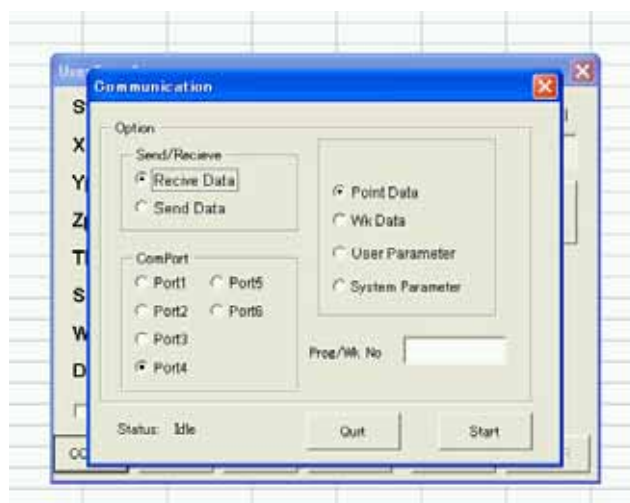 Communication
Option
Send/Recieve
Recive Data
Send Data
Point Data
Wk Data
User Parameter
System Parameter
ComPort
Port1 Port5
Port2 Port6
Port3
Port4
Prog/Wk No
Status: Idle
Quit
Start